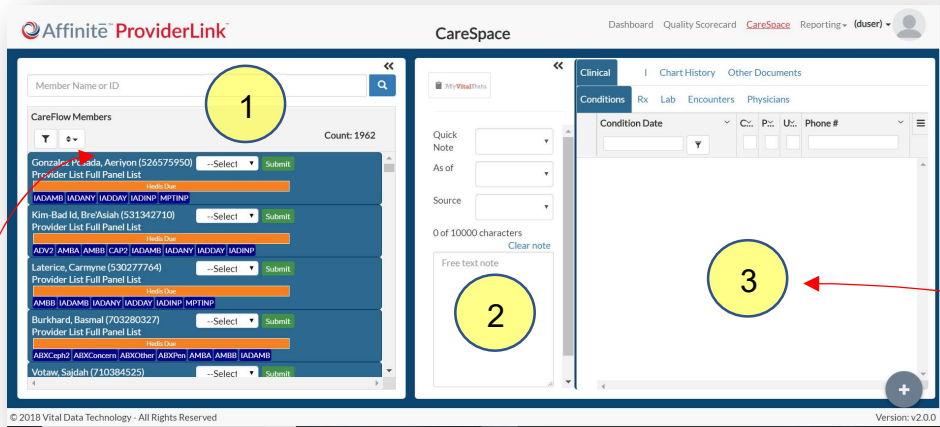 Affinitē™ ProviderLink™
CareSpace
Dashboard Quality Scorecard CareSpace Reporting (duser)
Member Name or ID
1
CareFlow Members
Count: 1962
Gonzalez Posada, Aeriyon (526575950) --Select Submit
Provider List Full Panel List
Hedis Due
IADAMB IADANY IADDAY IADINP MPTINP
Kim-Bad Id, Bre'Asiah (531342710) --Select Submit
Provider List Full Panel List
Hedis Due
ADV2 AMBA AMBB CAP2 IADAMB IADANY IADDAY IADINP
Laterice, Carmyne (530277764) --Select Submit
Provider List Full Panel List
Hedis Due
AMBB IADAMB IADANY IADDAY IADINP MPTINP
Burkhard, Basmal (703280327) --Select Submit
Provider List Full Panel List
Hedis Due
ABXCeph2 ABXConcern ABXOther ABXPen AMBA AMBB IADAMB
Votaw, Sajdah (710384525) --Select Submit
MyVitalData
Quick Note
As of
Source
0 of 10000 characters
Clear note
Free text note
2
Clinical I Chart History Other Documents
Conditions Rx Lab Encounters Physicians
Condition Date C... P... U... Phone #
3
+
© 2018 Vital Data Technology - All Rights Reserved
Version: v2.0.0